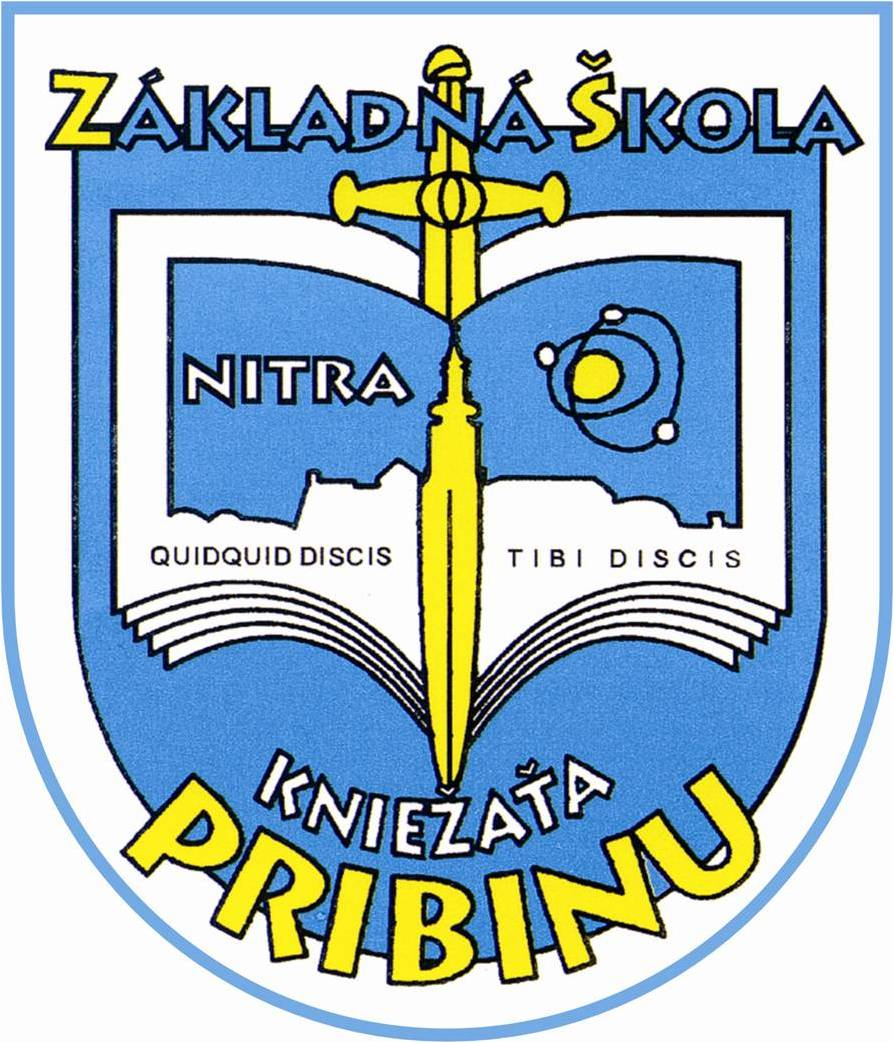 ZÁKLADNÁ ŠKOLA
NITRA
QUIDQUID DISCIS TIBI DISCIS
KNIEŽAŤA
PRIBINU